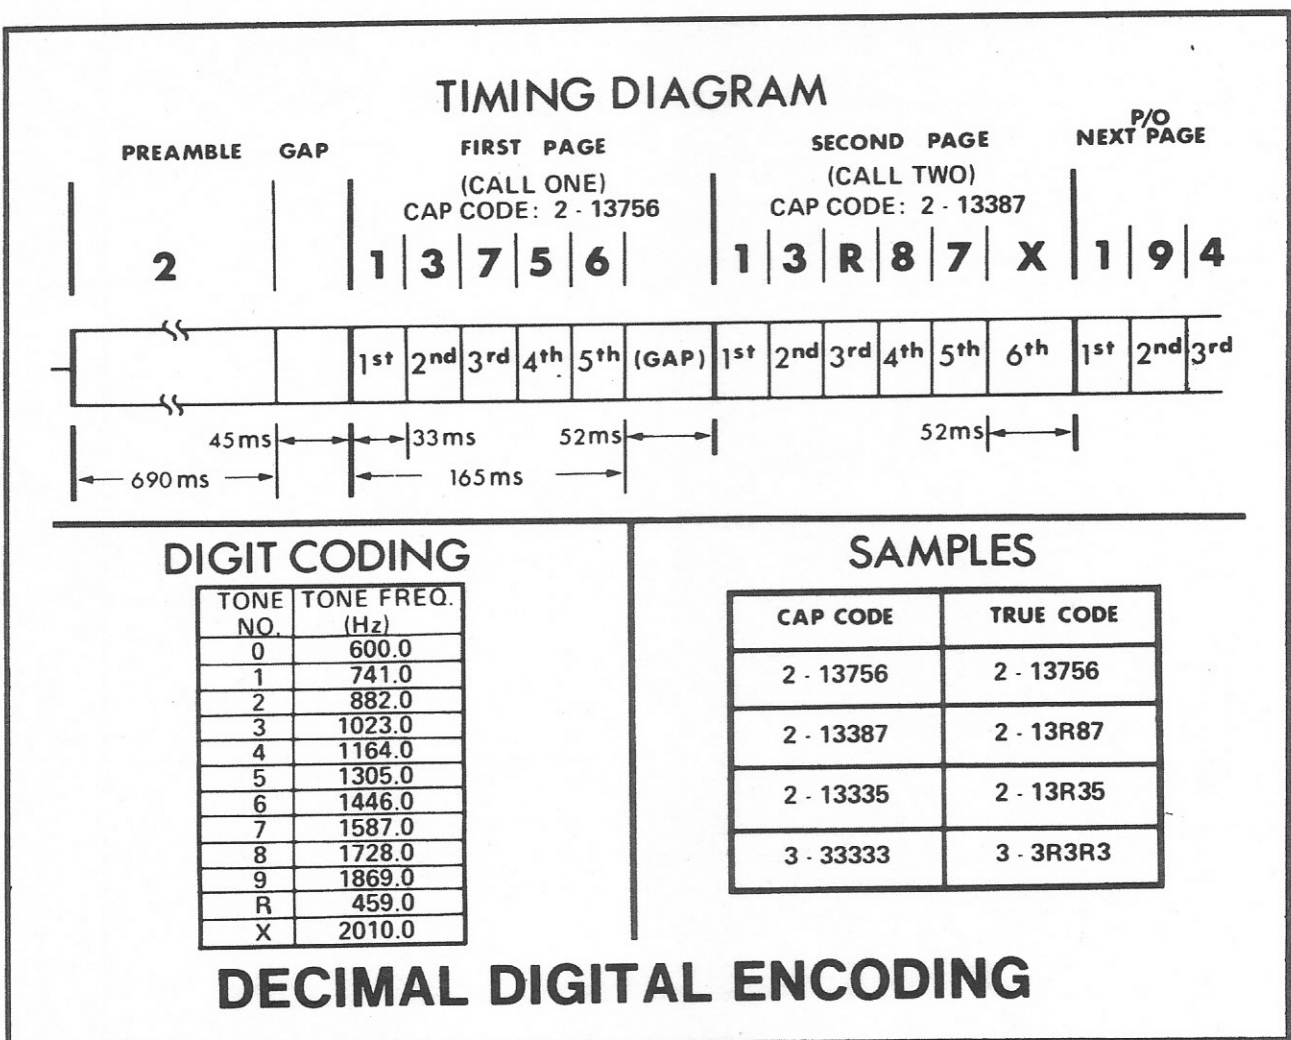 TIMING DIAGRAM
PREAMBLE GAP FIRST PAGE SECOND PAGE P/O NEXT PAGE
(CALL ONE) (CALL TWO)
CAP CODE: 2 - 13756 CAP CODE: 2 - 13387
2 1 3 7 5 6 1 3 R 8 7 X 1 9 4
1st 2nd 3rd 4th 5th (GAP) 1st 2nd 3rd 4th 5th 6th 1st 2nd 3rd
45ms 33ms 52ms 52ms
690ms 165ms
DIGIT CODING
TONE NO. TONE FREQ. (Hz)
0 600.0
1 741.0
2 882.0
3 1023.0
4 1164.0
5 1305.0
6 1446.0
7 1587.0
8 1728.0
9 1869.0
R 459.0
X 2010.0
SAMPLES
CAP CODE TRUE CODE
2 - 13756 2 - 13756
2 - 13387 2 - 13R87
2 - 13335 2 - 13R35
3 - 33333 3 - 3R3R3
DECIMAL DIGITAL ENCODING